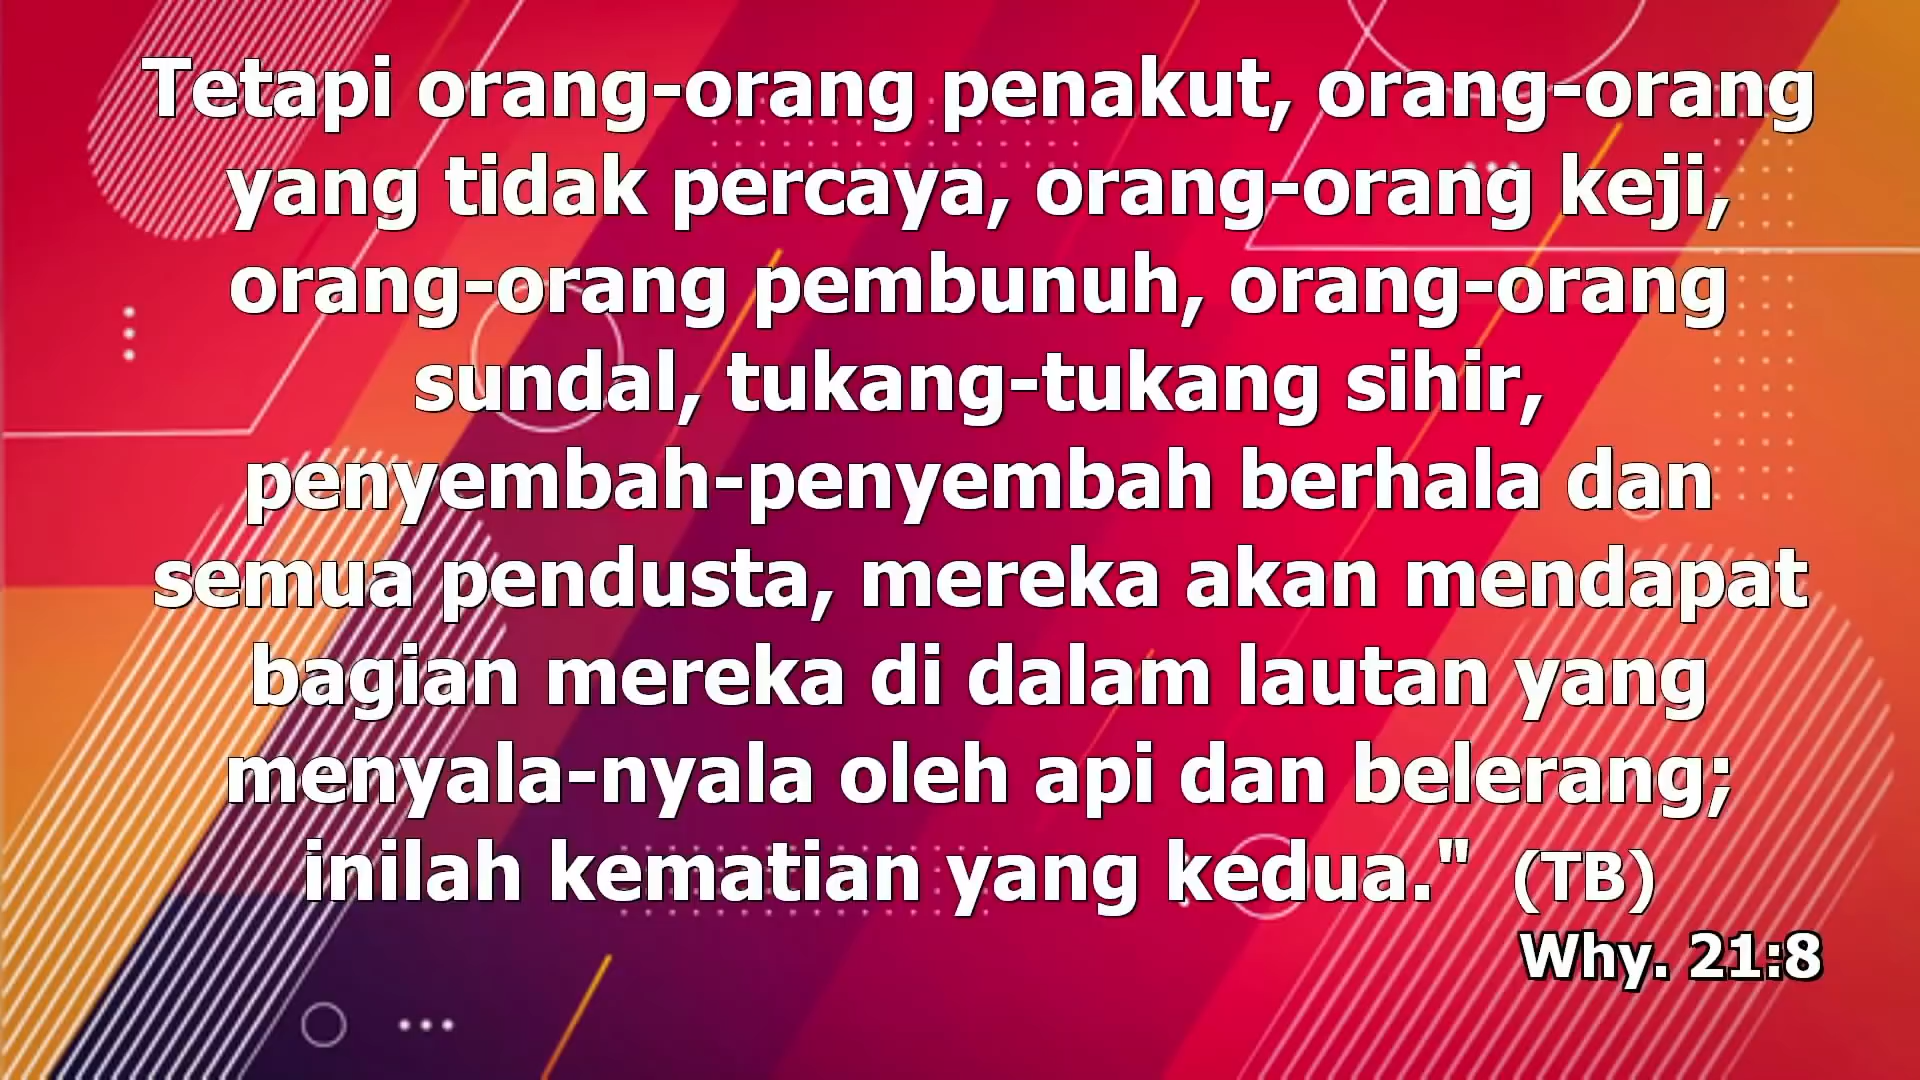 Tetapi orang-orang penakut, orang-orang
yang tidak percaya, orang-orang keji,
orang-orang pembunuh, orang-orang
sundal, tukang-tukang sihir,
penyembah-penyembah berhala dan
semua pendusta, mereka akan mendapat
bagian mereka di dalam lautan yang
menyala-nyala oleh api dan belerang;
inilah kematian yang kedua." (TB)
Why. 21:8